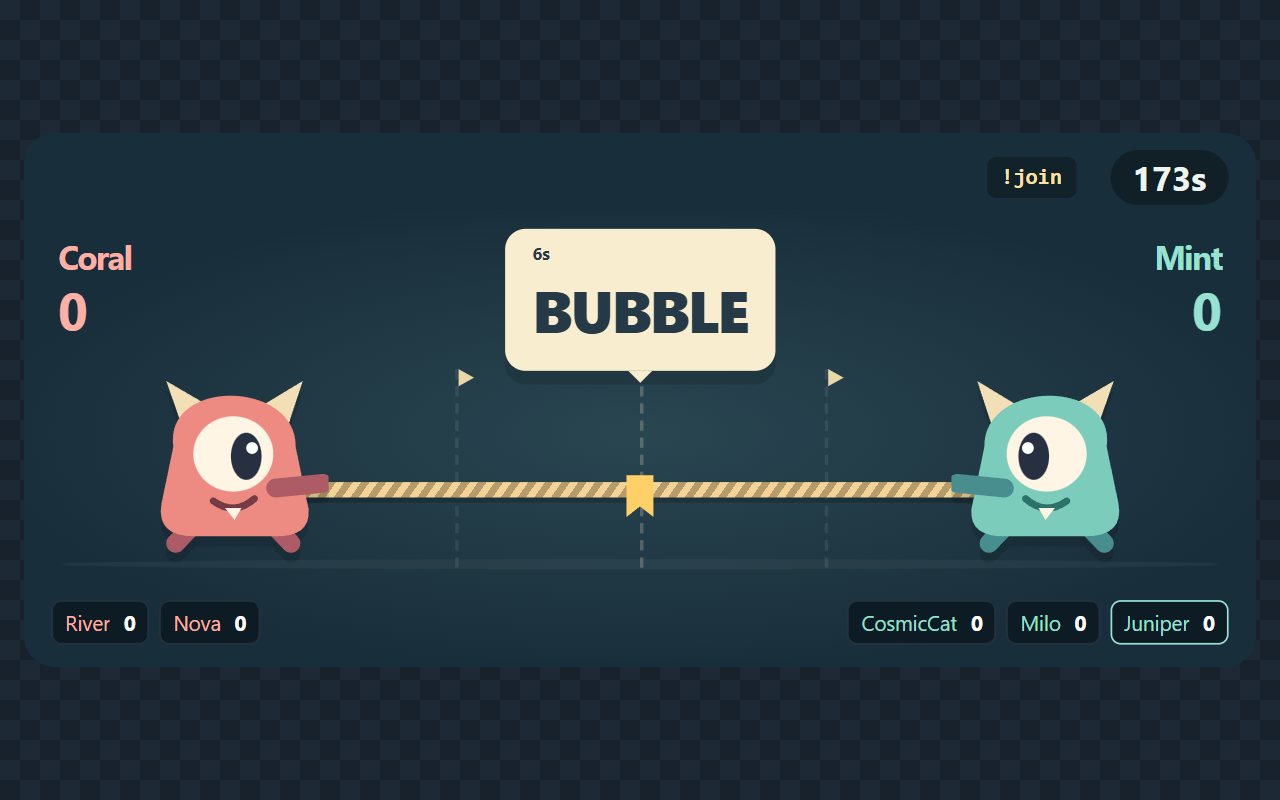 !join
173s
Coral
0
6s
BUBBLE
Mint
0
River 0
Nova 0
CosmicCat 0
Milo 0
Juniper 0